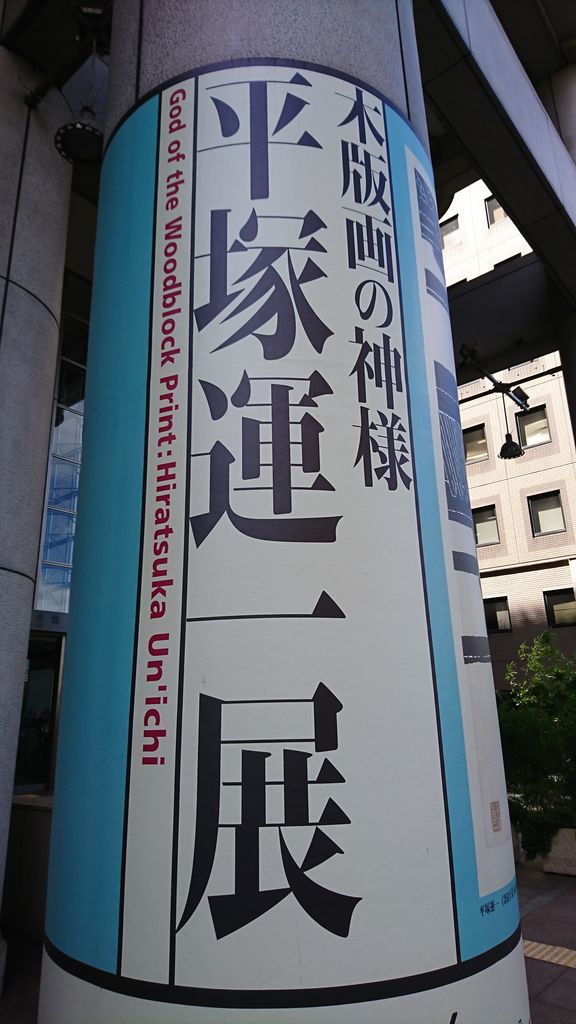 木版画の神様
平塚運一展
God of the Woodblock Print: Hiratsuka Un'ichi